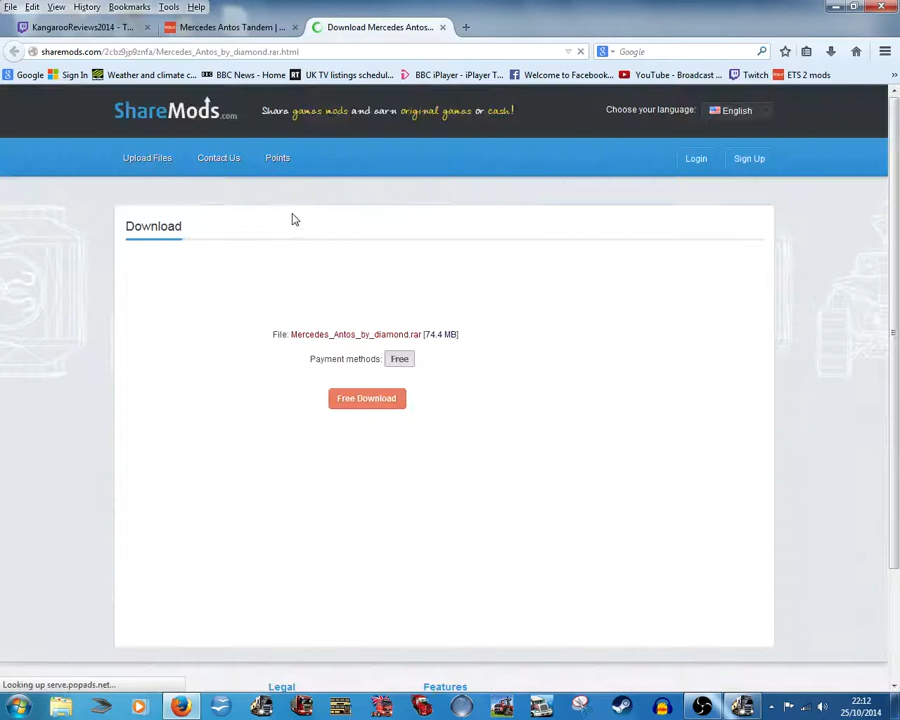 File Edit View History Bookmarks Tools Help
KangarooReviews2014 - T... × Mercedes Antos Tandem | ... × Download Mercedes Antos... × +
sharemods.com/2cbz9jp9znfa/Mercedes_Antos_by_diamond.rar.html Google
Google Sign In Weather and climate c... BBC News - Home UK TV listings schedul... BBC iPlayer - iPlayer T... Welcome to Facebook... YouTube - Broadcast ... Twitch ETS 2 mods »
ShareMods.com Share games mods and earn original games or cash! Choose your language: English
Upload Files Contact Us Points Login Sign Up
Download
File: Mercedes_Antos_by_diamond.rar [74.4 MB]
Payment methods: Free
Free Download
Looking up serve.popads.net...
Legal Features
22:12
25/10/2014